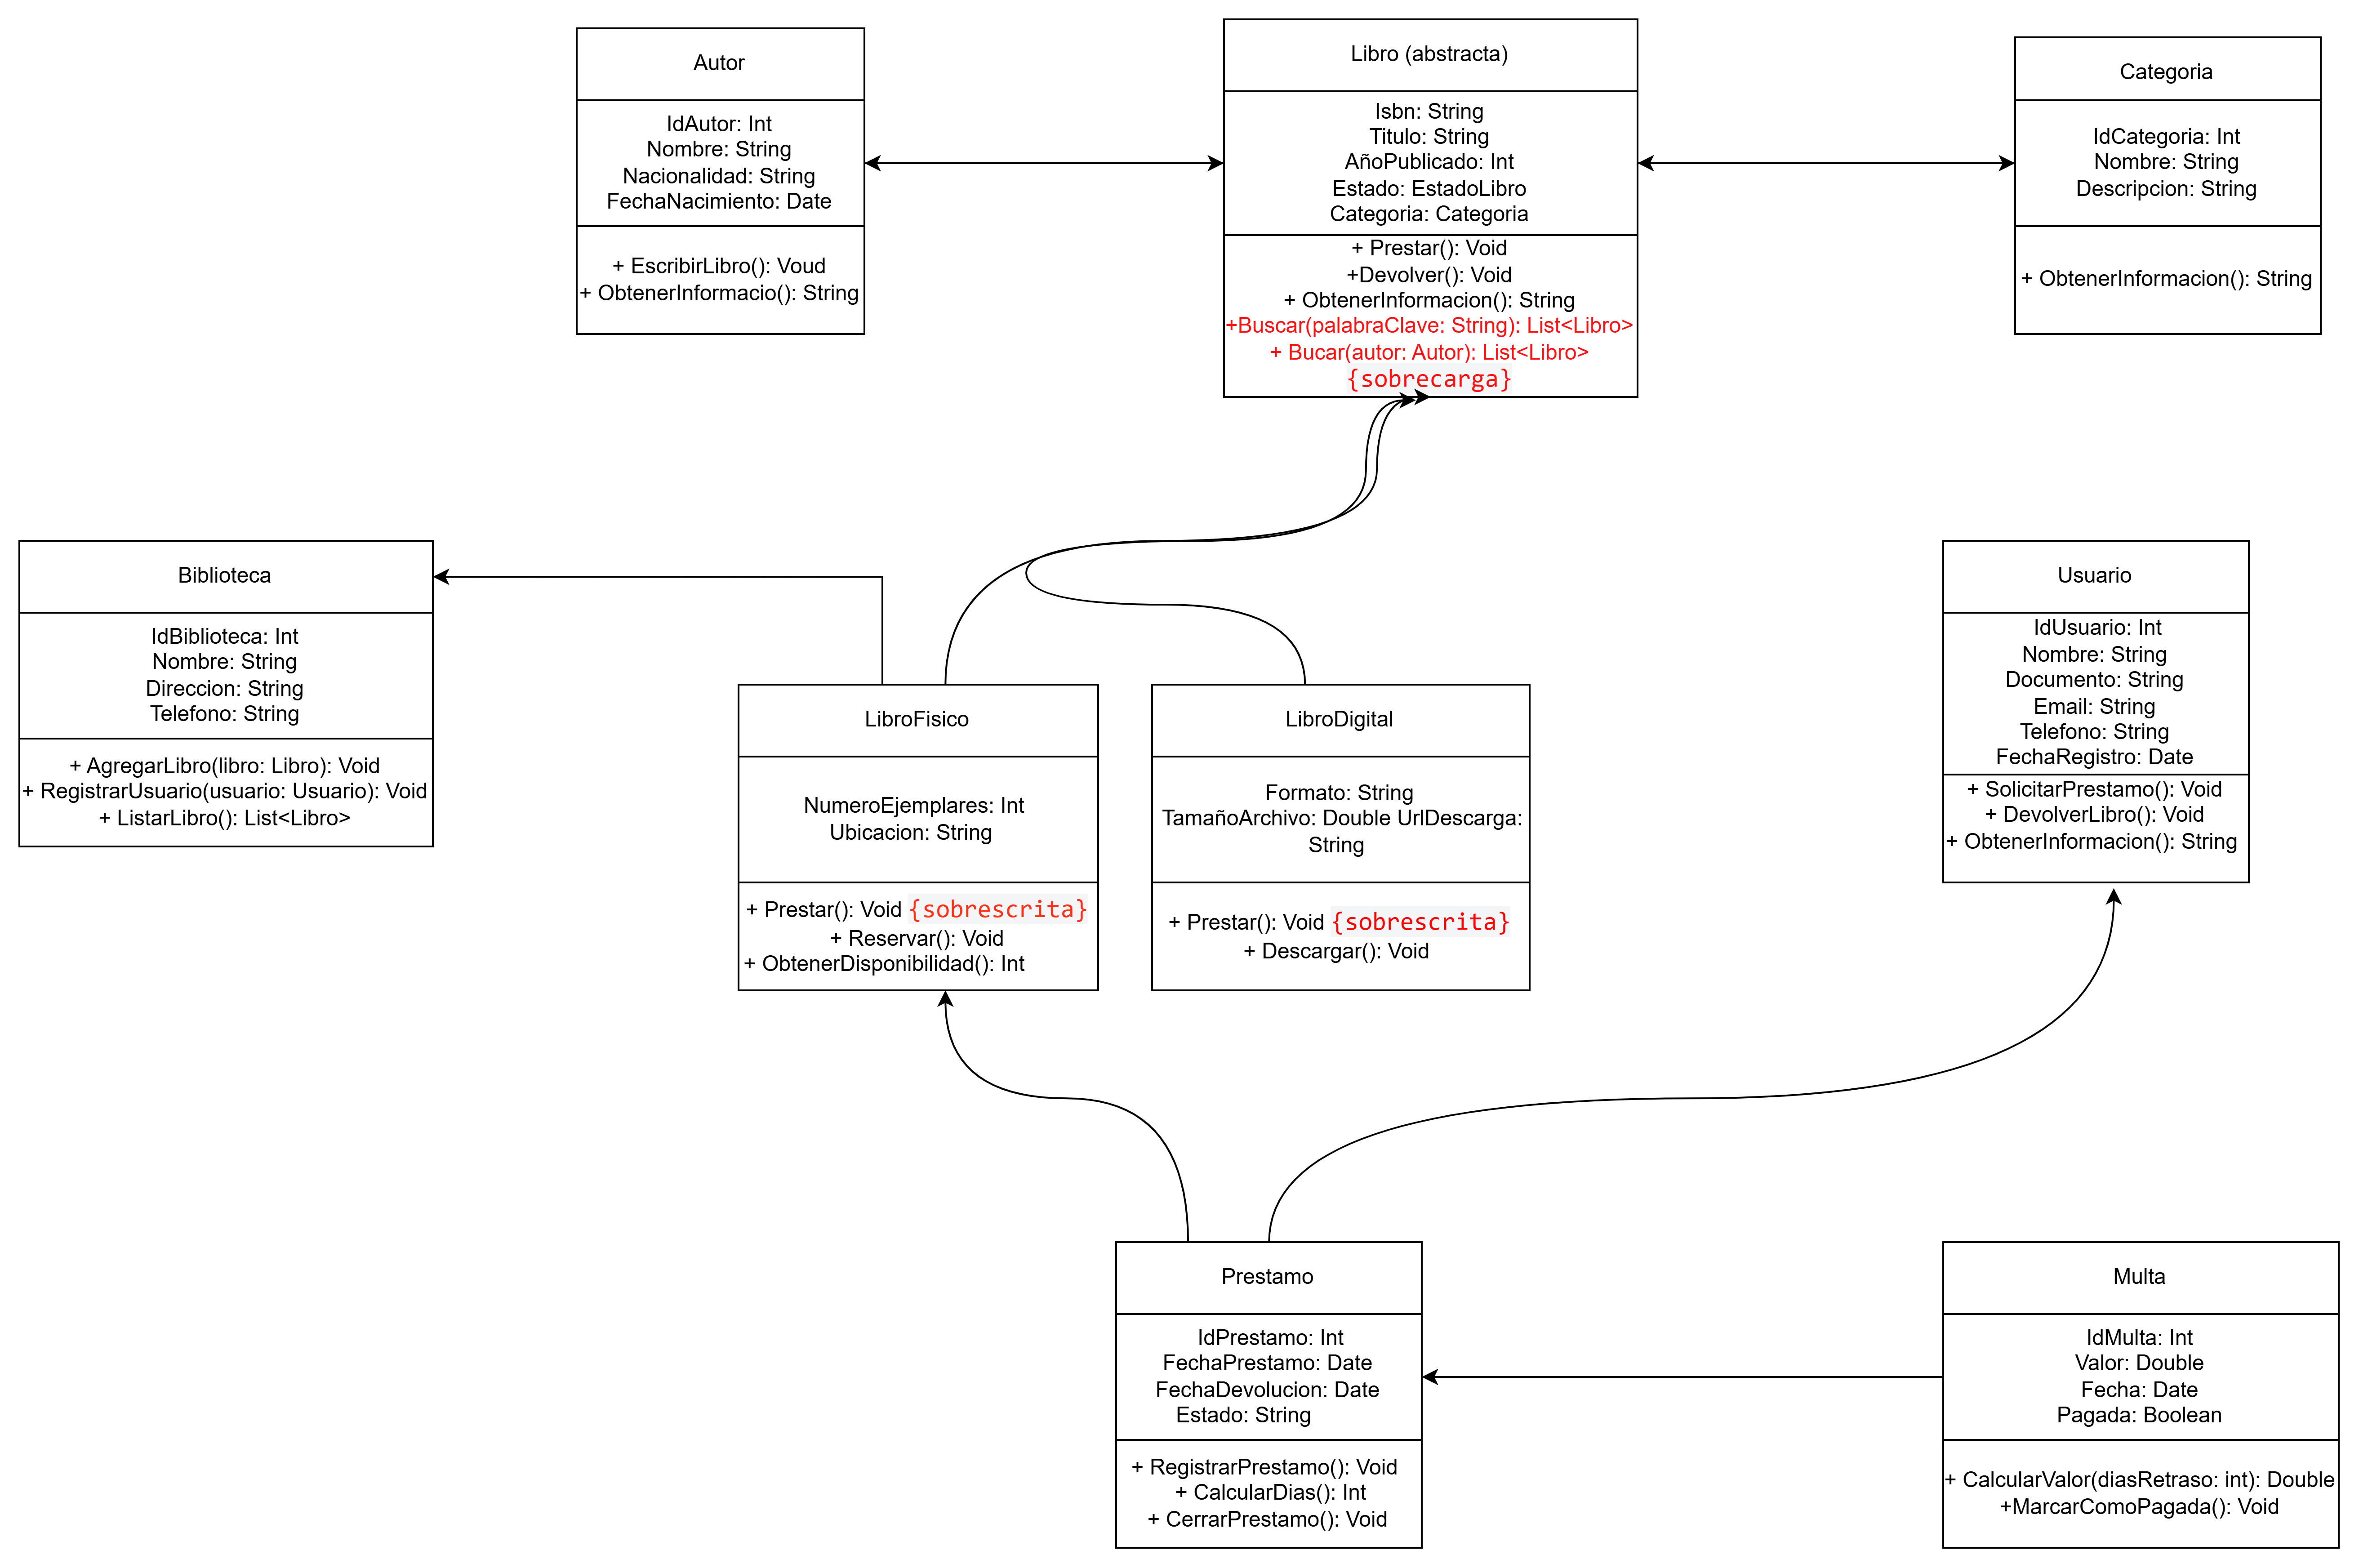 Autor
IdAutor: Int
Nombre: String
Nacionalidad: String
FechaNacimiento: Date
+ EscribirLibro(): Voud
+ ObtenerInformacio(): String
Libro (abstracta)
Isbn: String
Titulo: String
AñoPublicado: Int
Estado: EstadoLibro
Categoria: Categoria
+ Prestar(): Void
+Devolver(): Void
+ ObtenerInformacion(): String
+Buscar(palabraClave: String): List<Libro>
+ Bucar(autor: Autor): List<Libro>
{sobrecarga}
Categoria
IdCategoria: Int
Nombre: String
Descripcion: String
+ ObtenerInformacion(): String
Biblioteca
IdBiblioteca: Int
Nombre: String
Direccion: String
Telefono: String
+ AgregarLibro(libro: Libro): Void
+ RegistrarUsuario(usuario: Usuario): Void
+ ListarLibro(): List<Libro>
LibroFisico
NumeroEjemplares: Int
Ubicacion: String
+ Prestar(): Void {sobrescrita}
+ Reservar(): Void
+ ObtenerDisponibilidad(): Int
LibroDigital
Formato: String
TamañoArchivo: Double UrlDescarga:
String
+ Prestar(): Void {sobrescrita}
+ Descargar(): Void
Usuario
IdUsuario: Int
Nombre: String
Documento: String
Email: String
Telefono: String
FechaRegistro: Date
+ SolicitarPrestamo(): Void
+ DevolverLibro(): Void
+ ObtenerInformacion(): String
Prestamo
IdPrestamo: Int
FechaPrestamo: Date
FechaDevolucion: Date
Estado: String
+ RegistrarPrestamo(): Void
+ CalcularDias(): Int
+ CerrarPrestamo(): Void
Multa
IdMulta: Int
Valor: Double
Fecha: Date
Pagada: Boolean
+ CalcularValor(diasRetraso: int): Double
+MarcarComoPagada(): Void